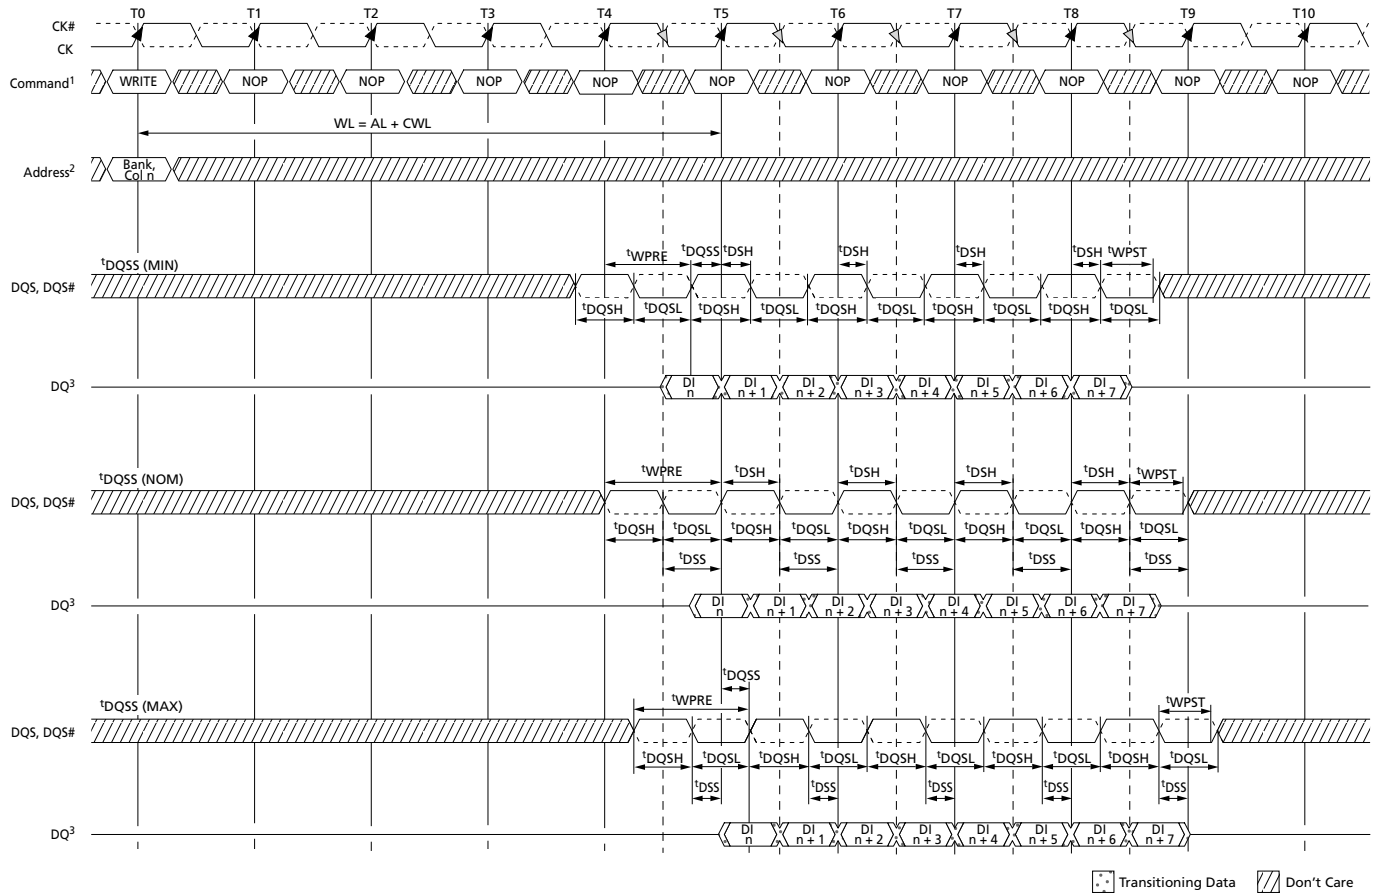 T0 T1 T2 T3 T4 T5 T6 T7 T8 T9 T10
CK#
CK
Command1 WRITE NOP NOP NOP NOP NOP NOP NOP NOP NOP NOP
WL = AL + CWL
Address2 Bank, Col n
tDQSS (MIN) tWPRE tDQSS tDSH tDSH tDSH tDSH tWPST
DQS, DQS#
tDQSH tDQSL tDQSH tDQSL tDQSH tDQSL tDQSH tDQSL tDQSH tDQSL
DQ3 DI n DI n + 1 DI n + 2 DI n + 3 DI n + 4 DI n + 5 DI n + 6 DI n + 7
tDQSS (NOM) tWPRE tDSH tDSH tDSH tDSH tWPST
DQS, DQS#
tDQSH tDQSL tDQSH tDQSL tDQSH tDQSL tDQSH tDQSL tDQSH tDQSL
tDSS tDSS tDSS tDSS tDSS
DQ3 DI n DI n + 1 DI n + 2 DI n + 3 DI n + 4 DI n + 5 DI n + 6 DI n + 7
tDQSS
tDQSS (MAX) tWPRE tWPST
DQS, DQS#
tDQSH tDQSL tDQSH tDQSL tDQSH tDQSL tDQSH tDQSL tDQSH tDQSL
tDSS tDSS tDSS tDSS tDSS
DQ3 DI n DI n + 1 DI n + 2 DI n + 3 DI n + 4 DI n + 5 DI n + 6 DI n + 7
Transitioning Data Don't Care